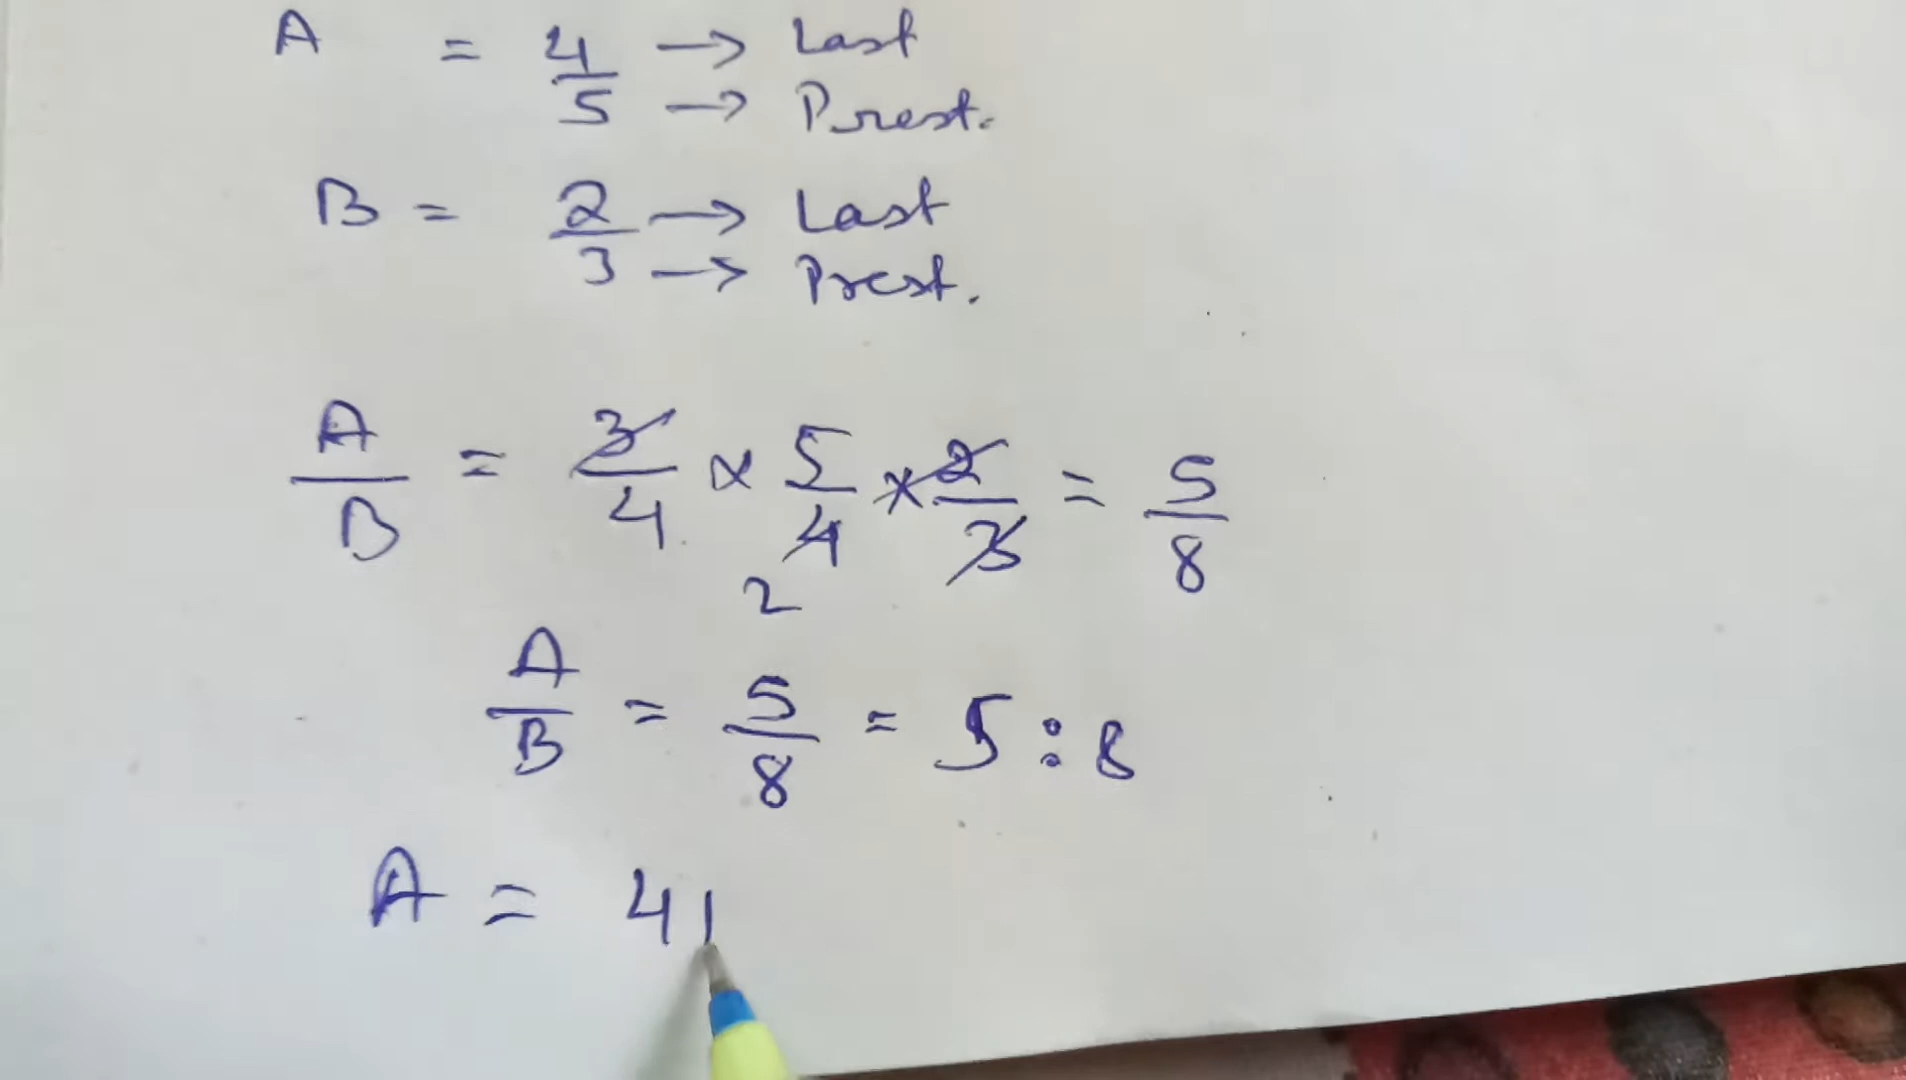 A = 4/5 → Last
→ Prest.
B = 2/3 → Last
→ Prest.
A/B = 3/4 × 5/4 × 2/3 = 5/8
2
A/B = 5/8 = 5 : 8
A = 41